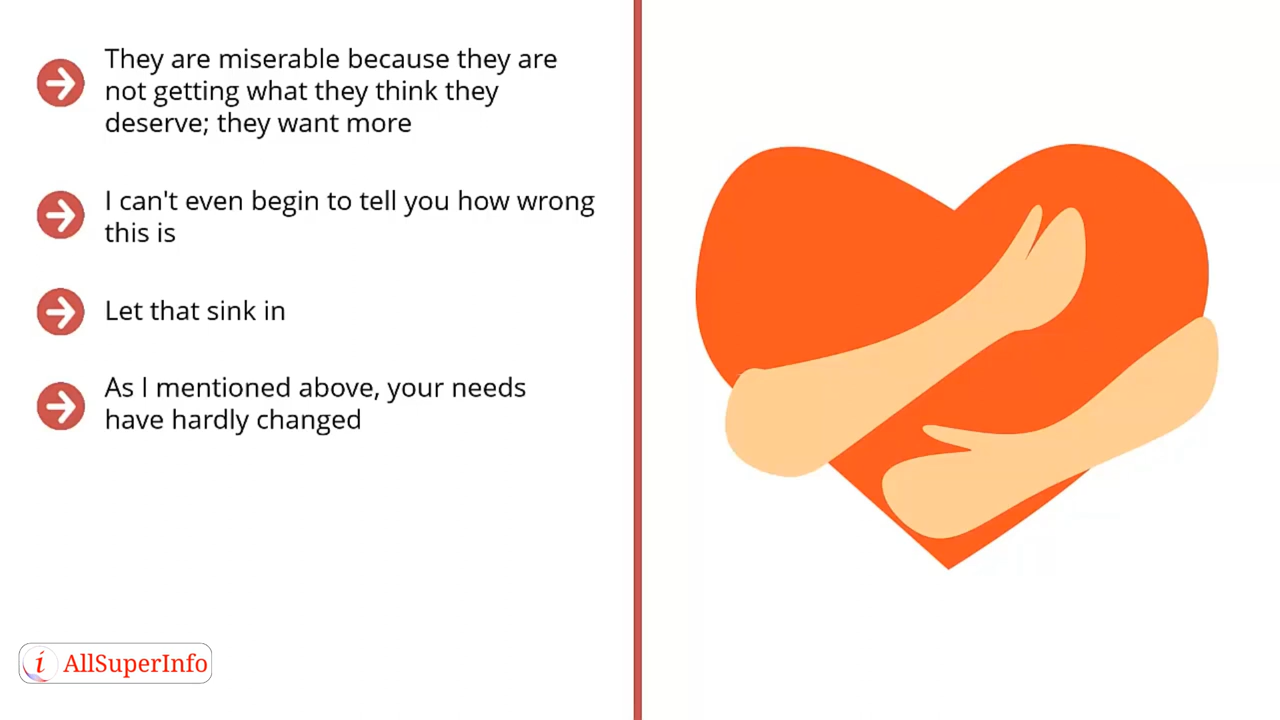 They are miserable because they are
not getting what they think they
deserve; they want more
I can't even begin to tell you how wrong
this is
Let that sink in
As I mentioned above, your needs
have hardly changed
i AllSuperInfo